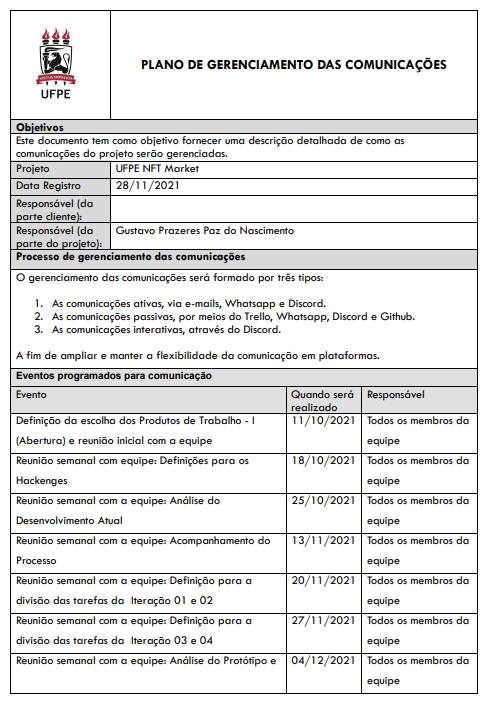 UFPE
PLANO DE GERENCIAMENTO DAS COMUNICAÇÕES
Objetivos
Este documento tem como objetivo fornecer uma descrição detalhada de como as
comunicações do projeto serão gerenciadas.
Projeto UFPE NFT Market
Data Registro 28/11/2021
Responsável (da
parte cliente):
Responsável (da Gustavo Prazeres Paz do Nascimento
parte do projeto):
Processo de gerenciamento das comunicações
O gerenciamento das comunicações será formado por três tipos:
1. As comunicações ativas, via e-mails, Whatsapp e Discord.
2. As comunicações passivas, por meios do Trello, Whatsapp, Discord e Github.
3. As comunicações interativas, através do Discord.
A fim de ampliar e manter a flexibilidade da comunicação em plataformas.
Eventos programados para comunicação
Evento Quando será Responsável
realizado
Definição da escolha dos Produtos de Trabalho - I 11/10/2021 Todos os membros da
(Abertura) e reunião inicial com a equipe equipe
Reunião semanal com equipe: Definições para os 18/10/2021 Todos os membros da
Hackenges equipe
Reunião semanal com a equipe: Análise do 25/10/2021 Todos os membros da
Desenvolvimento Atual equipe
Reunião semanal com a equipe: Acompanhamento do 13/11/2021 Todos os membros da
Processo equipe
Reunião semanal com a equipe: Definição para a 20/11/2021 Todos os membros da
divisão das tarefas da Iteração 01 e 02 equipe
Reunião semanal com a equipe: Definição para a 27/11/2021 Todos os membros da
divisão das tarefas da Iteração 03 e 04 equipe
Reunião semanal com a equipe: Análise do Protótipo e 04/12/2021 Todos os membros da
equipe